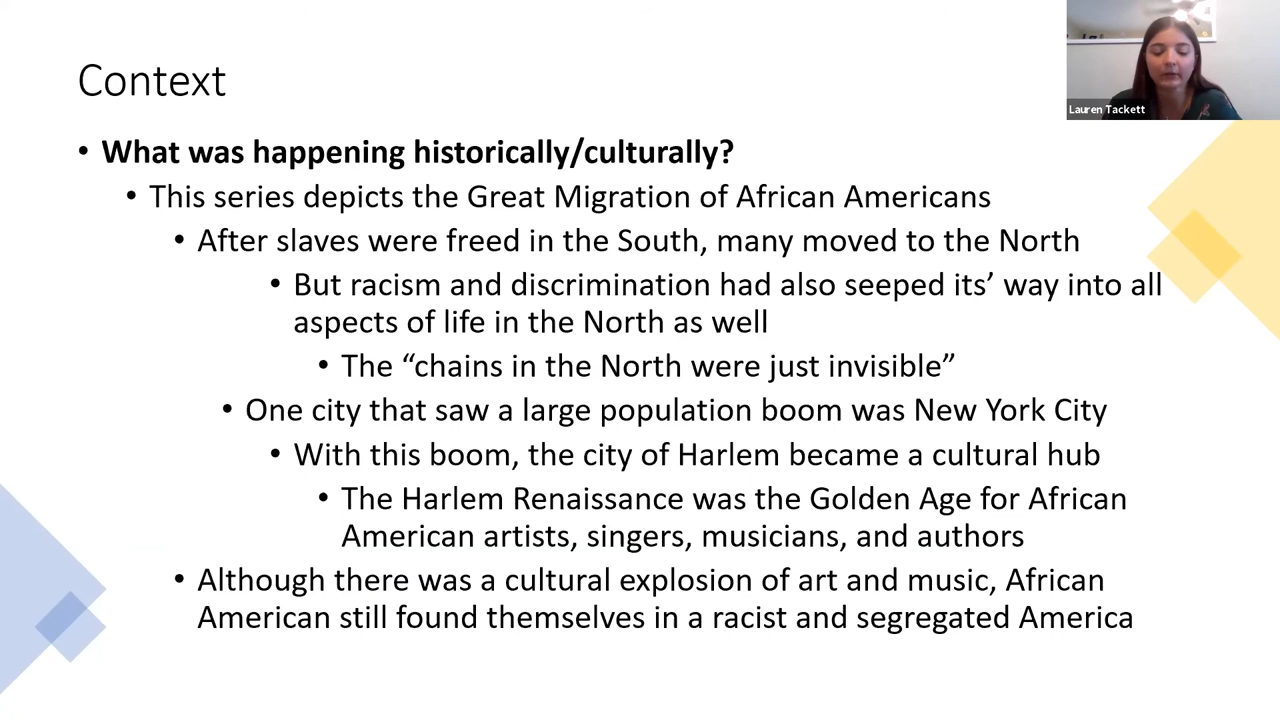 Context
Lauren Tackett
• What was happening historically/culturally?
• This series depicts the Great Migration of African Americans
• After slaves were freed in the South, many moved to the North
• But racism and discrimination had also seeped its’ way into all
aspects of life in the North as well
• The “chains in the North were just invisible”
• One city that saw a large population boom was New York City
• With this boom, the city of Harlem became a cultural hub
• The Harlem Renaissance was the Golden Age for African
American artists, singers, musicians, and authors
• Although there was a cultural explosion of art and music, African
American still found themselves in a racist and segregated America